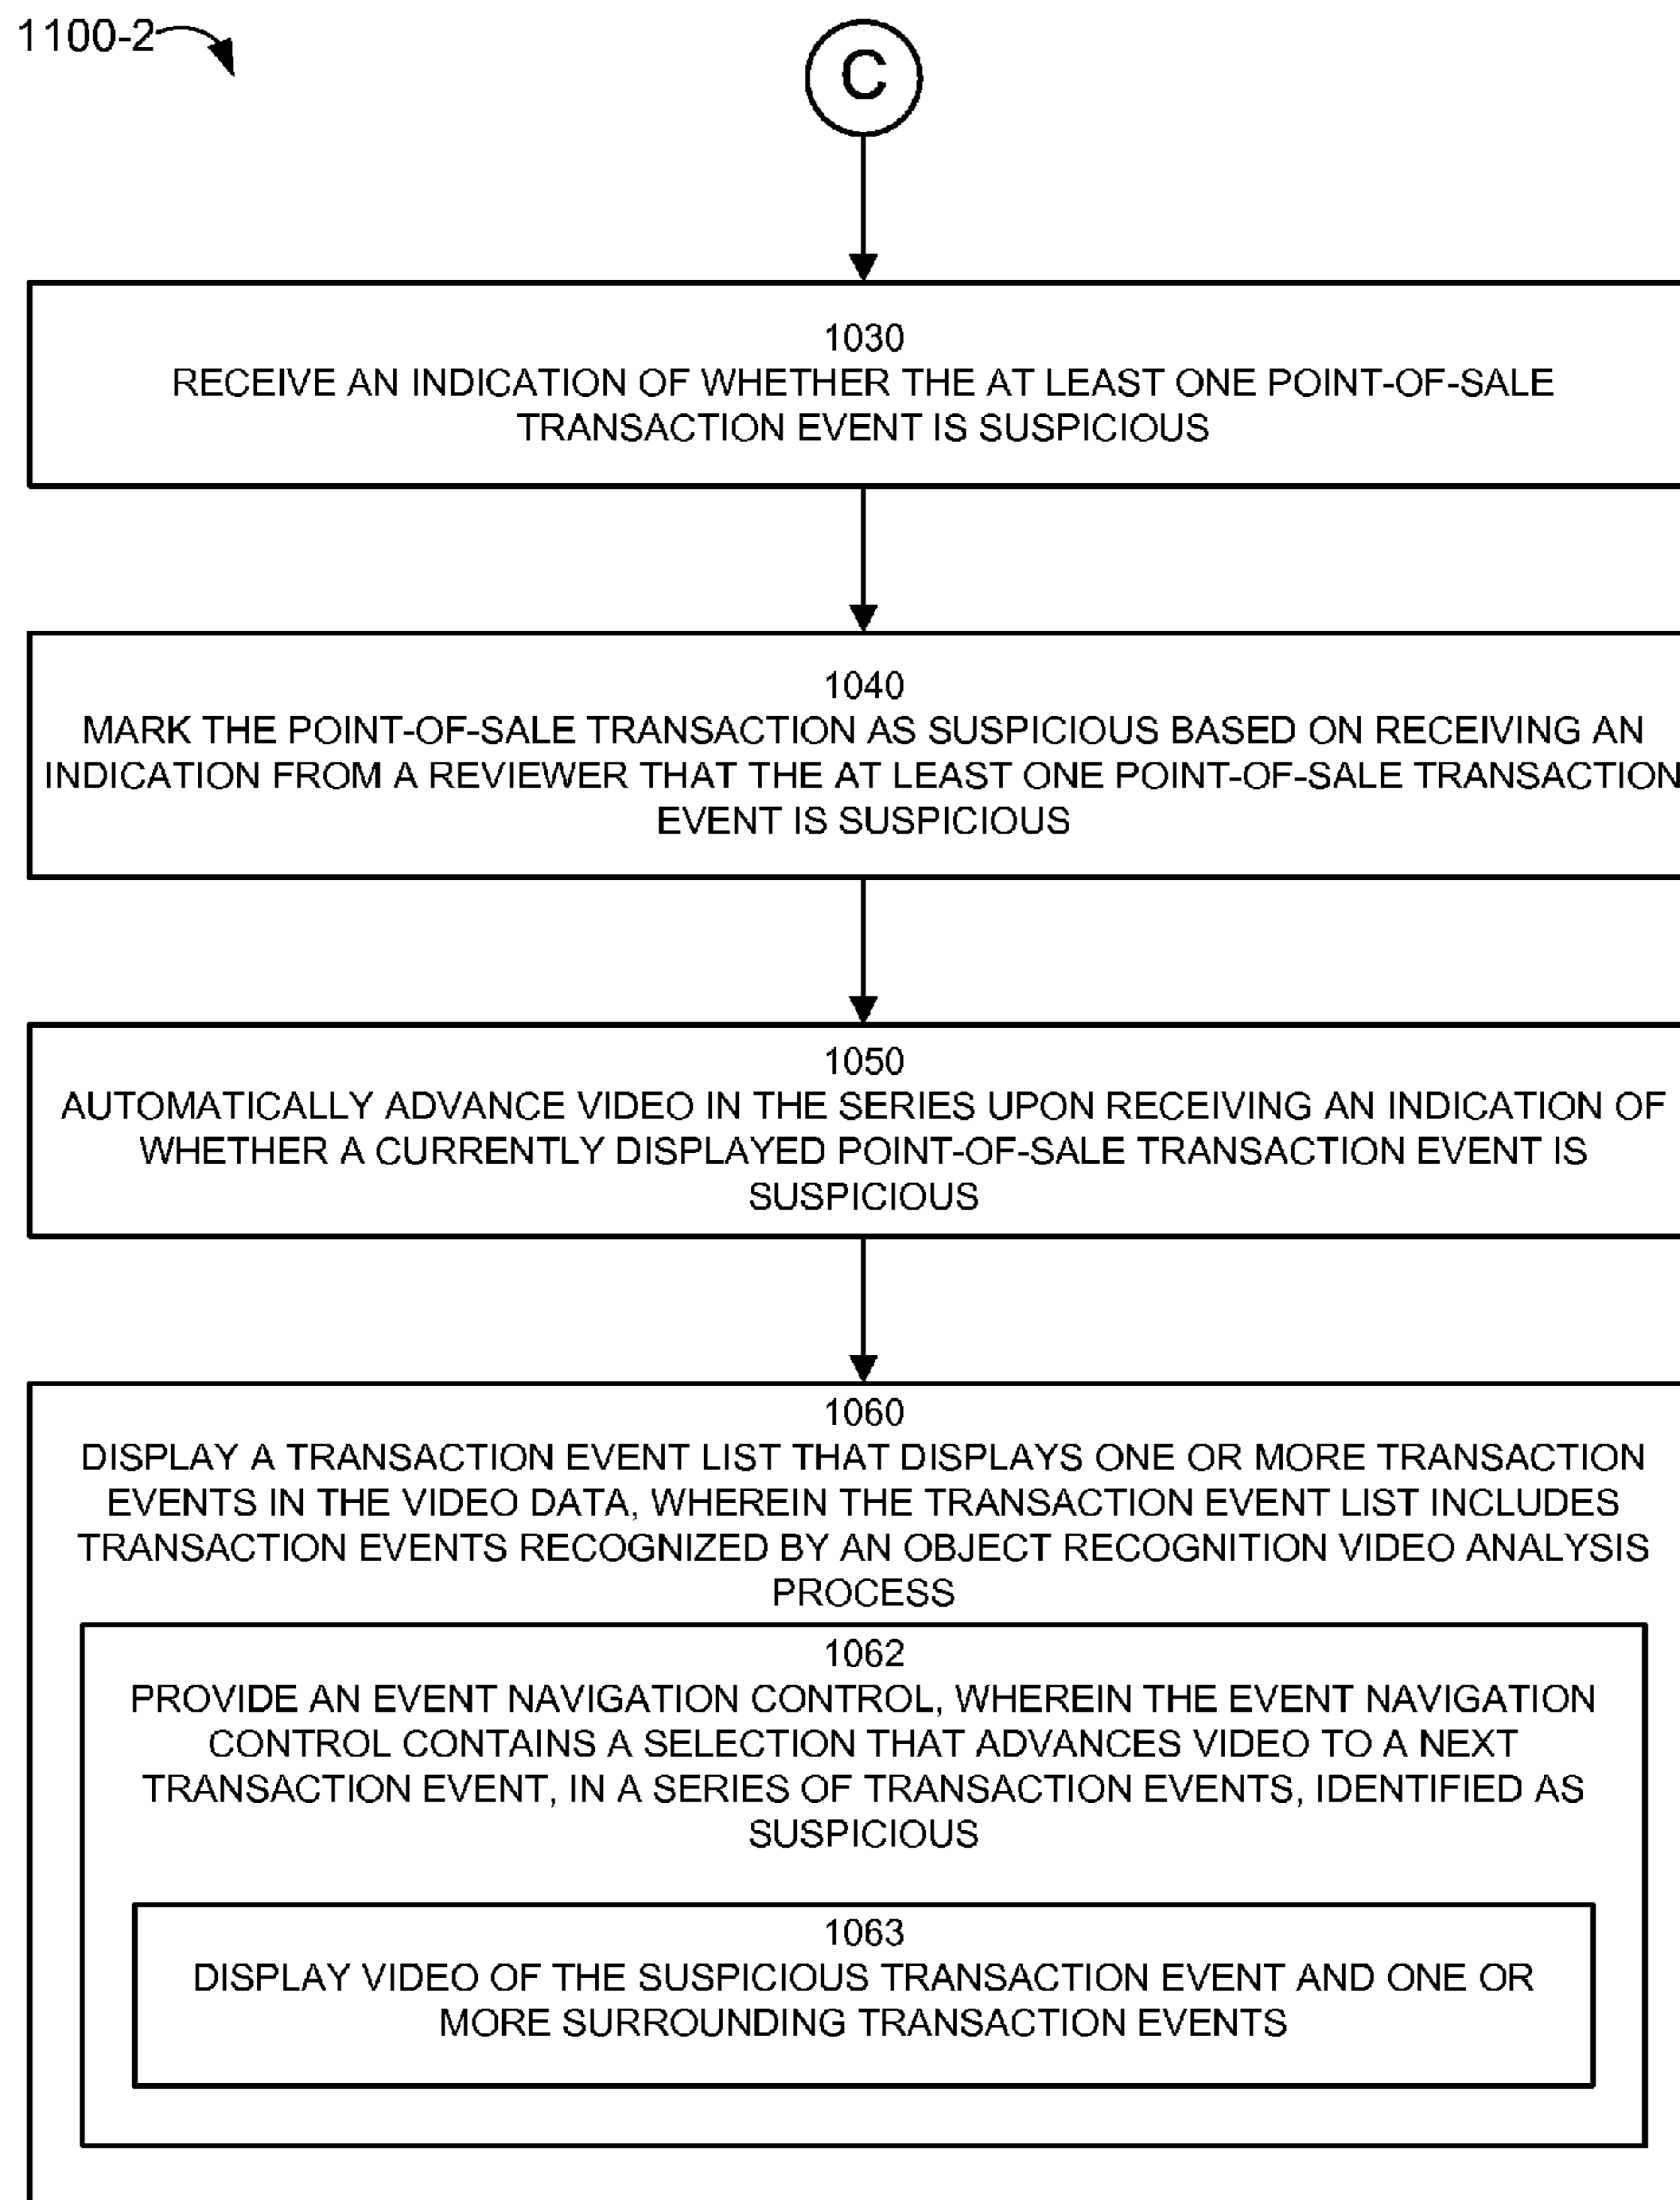 1100-2
C
1030
RECEIVE AN INDICATION OF WHETHER THE AT LEAST ONE POINT-OF-SALE
TRANSACTION EVENT IS SUSPICIOUS
1040
MARK THE POINT-OF-SALE TRANSACTION AS SUSPICIOUS BASED ON RECEIVING AN
INDICATION FROM A REVIEWER THAT THE AT LEAST ONE POINT-OF-SALE TRANSACTION
EVENT IS SUSPICIOUS
1050
AUTOMATICALLY ADVANCE VIDEO IN THE SERIES UPON RECEIVING AN INDICATION OF
WHETHER A CURRENTLY DISPLAYED POINT-OF-SALE TRANSACTION EVENT IS
SUSPICIOUS
1060
DISPLAY A TRANSACTION EVENT LIST THAT DISPLAYS ONE OR MORE TRANSACTION
EVENTS IN THE VIDEO DATA, WHEREIN THE TRANSACTION EVENT LIST INCLUDES
TRANSACTION EVENTS RECOGNIZED BY AN OBJECT RECOGNITION VIDEO ANALYSIS
PROCESS
1062
PROVIDE AN EVENT NAVIGATION CONTROL, WHEREIN THE EVENT NAVIGATION
CONTROL CONTAINS A SELECTION THAT ADVANCES VIDEO TO A NEXT
TRANSACTION EVENT, IN A SERIES OF TRANSACTION EVENTS, IDENTIFIED AS
SUSPICIOUS
1063
DISPLAY VIDEO OF THE SUSPICIOUS TRANSACTION EVENT AND ONE OR
MORE SURROUNDING TRANSACTION EVENTS